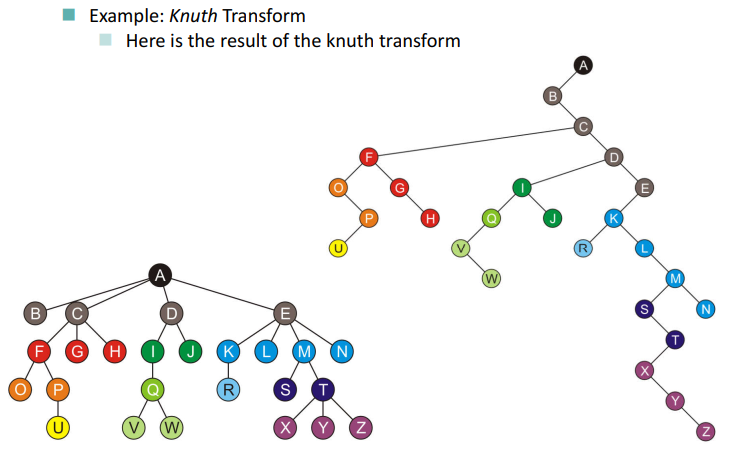 Example: Knuth Transform
Here is the result of the knuth transform
A
B
C
F D
O G I E
P H Q J K
U V R L
W M
S N
T
X
Y
Z
A
B C D E
F G H I J K L M N
O P Q R S T
U V W X Y Z